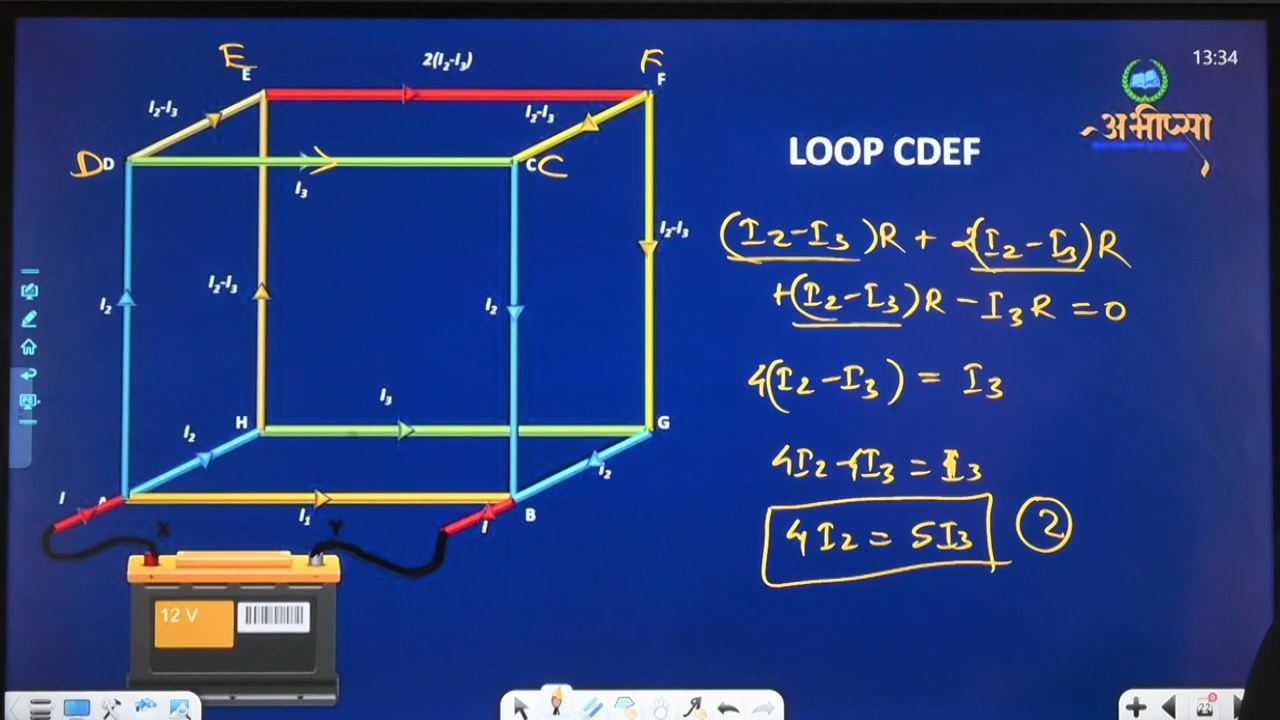 13:34
अभीप्सा
LOOP CDEF
E
E
2(I₂-I₃)
F
F
I₂-I₃
I₂-I₃
D
D
C
C
I₃
I₂-I₃
I₂
I₂-I₃
I₂
H
I₃
G
I₂
I₂
I
A
I₁
I
B
X
Y
12 V
(I₂-I₃)R + 2(I₂-I₃)R
+(I₂-I₃)R - I₃R = 0
4(I₂-I₃) = I₃
4I₂-4I₃ = I₃
4I₂ = 5I₃
2